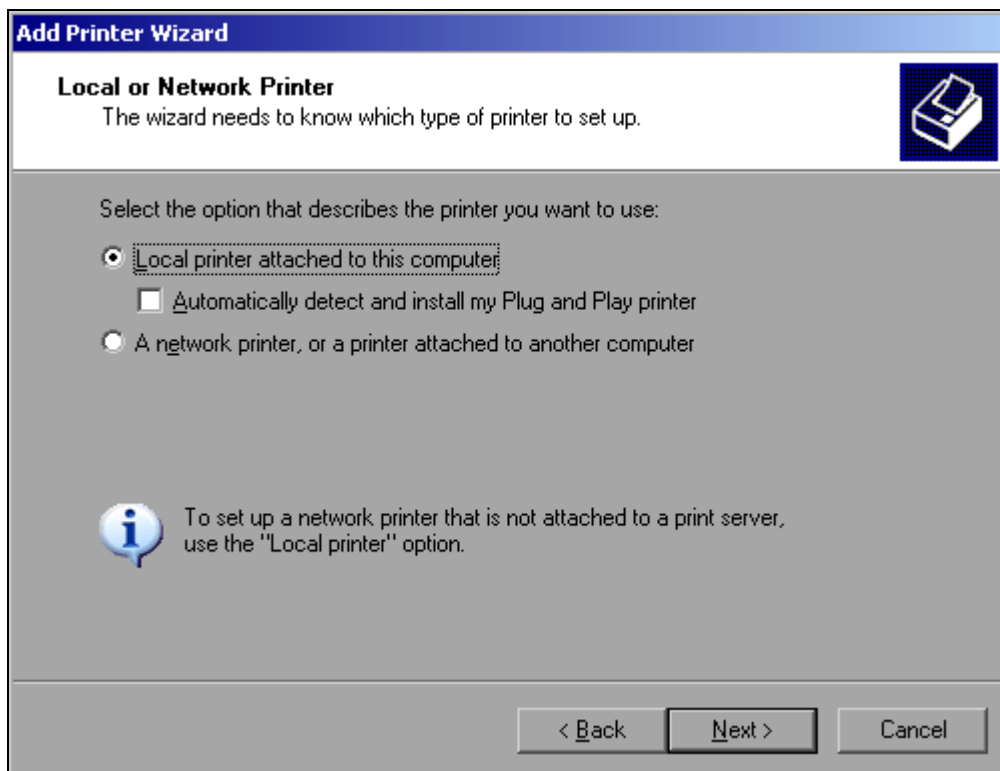 Add Printer Wizard
Local or Network Printer
The wizard needs to know which type of printer to set up.
Select the option that describes the printer you want to use:
Local printer attached to this computer
Automatically detect and install my Plug and Play printer
A network printer, or a printer attached to another computer
To set up a network printer that is not attached to a print server,
use the "Local printer" option.
< Back
Next >
Cancel